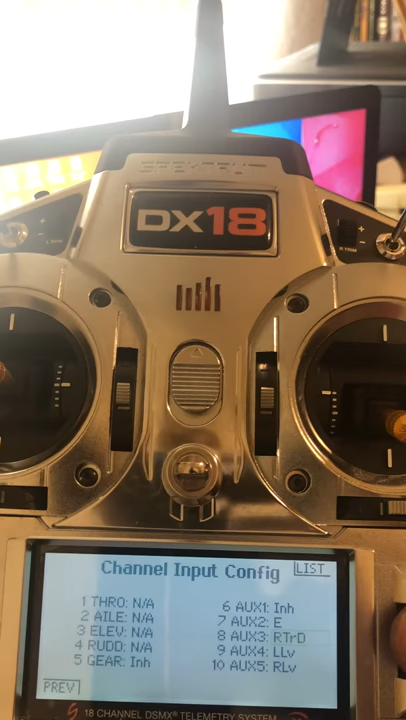 SPEKTRUM
DX18
Channel Input Config
LIST
1 THRO: N/A
2 AILE: N/A
3 ELEV: N/A
4 RUDD: N/A
5 GEAR: Inh
6 AUX1: Inh
7 AUX2: E
8 AUX3: RTrD
9 AUX4: LLv
10 AUX5: RLv
PREV
18 CHANNEL DSMX® TELEMETRY SYSTEM